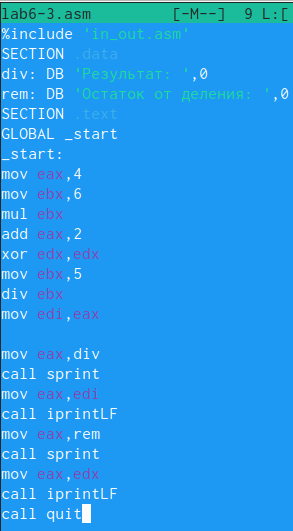 lab6-3.asm [-M--] 9 L:[
%include 'in_out.asm'
SECTION .data
div: DB 'Результат: ',0
rem: DB 'Остаток от деления: ',0
SECTION .text
GLOBAL _start
_start:
mov eax,4
mov ebx,6
mul ebx
add eax,2
xor edx,edx
mov ebx,5
div ebx
mov edi,eax
mov eax,div
call sprint
mov eax,edi
call iprintLF
mov eax,rem
call sprint
mov eax,edx
call iprintLF
call quit